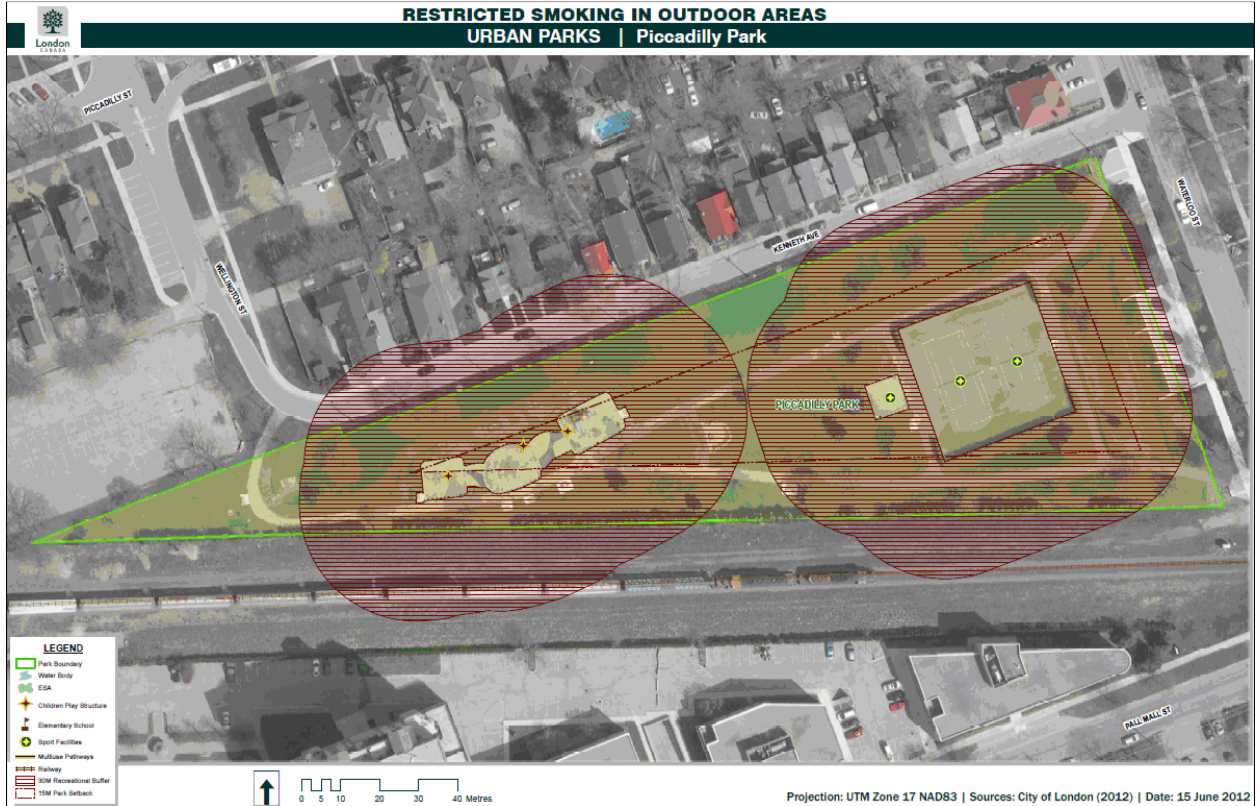 RESTRICTED SMOKING IN OUTDOOR AREAS
URBAN PARKS | Piccadilly Park
London
CANADA
PICCADILLY ST
WELLINGTON ST
KENNETH AVE
WATERLOO ST
PICCADILLY PARK
PALL MALL ST
LEGEND
Park Boundary
Water Body
ESA
Children Play Structure
Elementary School
Sport Facilities
Multiuse Pathways
Railway
30M Recreational Buffer
15M Park Setback
0 5 10 20 30 40 Metres
Projection: UTM Zone 17 NAD83 | Sources: City of London (2012) | Date: 15 June 2012